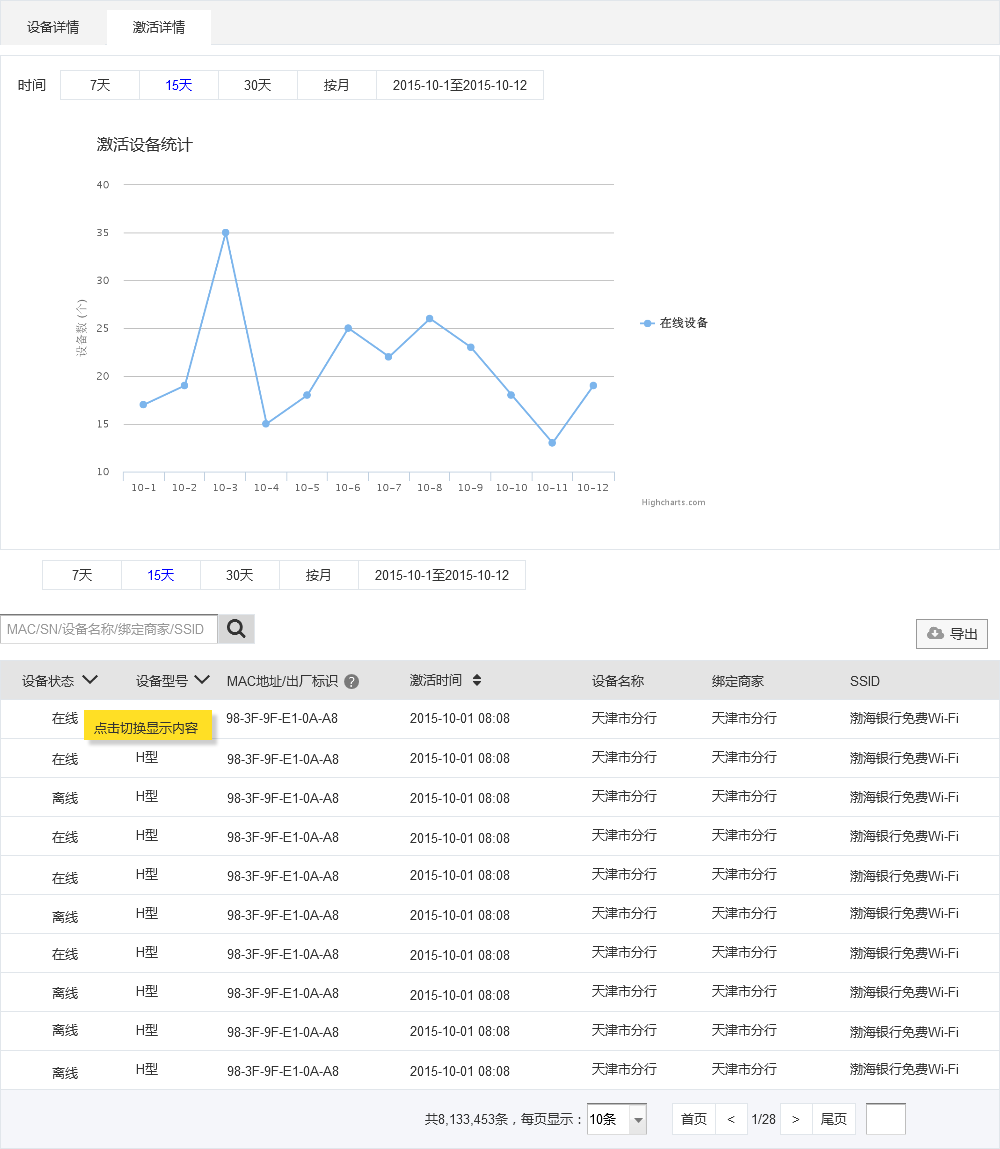 设备详情 激活详情
时间 7天 15天 30天 按月 2015-10-1至2015-10-12
激活设备统计
40
35
30
25
20
15
10
设备数 (个)
在线设备
10-1 10-2 10-3 10-4 10-5 10-6 10-7 10-8 10-9 10-10 10-11 10-12
Highcharts.com
7天 15天 30天 按月 2015-10-1至2015-10-12
MAC/SN/设备名称/绑定商家/SSID
导出
设备状态 设备型号 MAC地址/出厂标识 ? 激活时间 设备名称 绑定商家 SSID
在线 点击切换显示内容 98-3F-9F-E1-0A-A8 2015-10-01 08:08 天津市分行 天津市分行 渤海银行免费Wi-Fi
在线 H型 98-3F-9F-E1-0A-A8 2015-10-01 08:08 天津市分行 天津市分行 渤海银行免费Wi-Fi
离线 H型 98-3F-9F-E1-0A-A8 2015-10-01 08:08 天津市分行 天津市分行 渤海银行免费Wi-Fi
在线 H型 98-3F-9F-E1-0A-A8 2015-10-01 08:08 天津市分行 天津市分行 渤海银行免费Wi-Fi
在线 H型 98-3F-9F-E1-0A-A8 2015-10-01 08:08 天津市分行 天津市分行 渤海银行免费Wi-Fi
离线 H型 98-3F-9F-E1-0A-A8 2015-10-01 08:08 天津市分行 天津市分行 渤海银行免费Wi-Fi
在线 H型 98-3F-9F-E1-0A-A8 2015-10-01 08:08 天津市分行 天津市分行 渤海银行免费Wi-Fi
离线 H型 98-3F-9F-E1-0A-A8 2015-10-01 08:08 天津市分行 天津市分行 渤海银行免费Wi-Fi
离线 H型 98-3F-9F-E1-0A-A8 2015-10-01 08:08 天津市分行 天津市分行 渤海银行免费Wi-Fi
离线 H型 98-3F-9F-E1-0A-A8 2015-10-01 08:08 天津市分行 天津市分行 渤海银行免费Wi-Fi
共8,133,453条，每页显示： 10条 首页 < 1/28 > 尾页